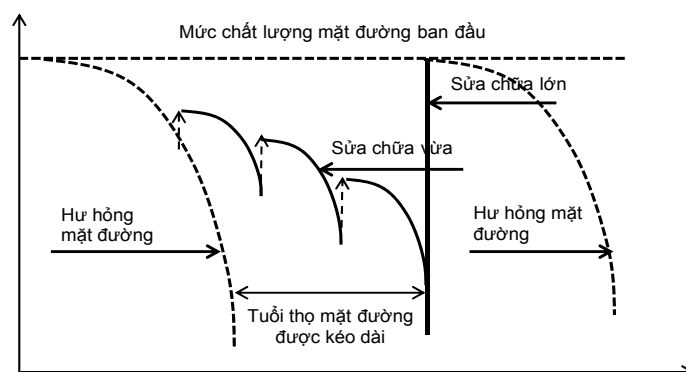 Mức chất lượng mặt đường ban đầu
Sửa chữa lớn
Sửa chữa vừa
Hư hỏng
mặt đường
Hư hỏng mặt
đường
Tuổi thọ mặt đường
được kéo dài